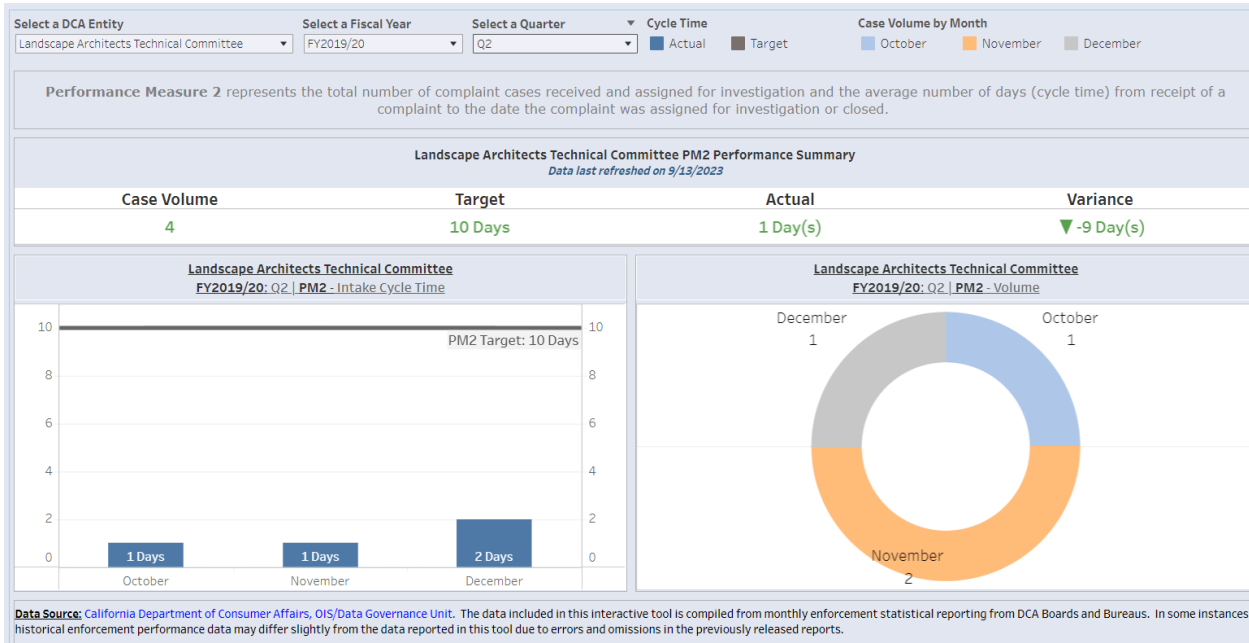 Select a DCA Entity
Landscape Architects Technical Committee
Select a Fiscal Year
FY2019/20
Select a Quarter
Q2
Cycle Time
Actual
Target
Case Volume by Month
October
November
December
Performance Measure 2 represents the total number of complaint cases received and assigned for investigation and the average number of days (cycle time) from receipt of a
complaint to the date the complaint was assigned for investigation or closed.
Landscape Architects Technical Committee PM2 Performance Summary
Data last refreshed on 9/13/2023
Case Volume
Target
Actual
Variance
4
10 Days
1 Day(s)
▼ -9 Day(s)
Landscape Architects Technical Committee
FY2019/20: Q2 | PM2 - Intake Cycle Time
10
10
PM2 Target: 10 Days
8
8
6
6
4
4
2
2
0
1 Days
1 Days
2 Days
0
October
November
December
Landscape Architects Technical Committee
FY2019/20: Q2 | PM2 - Volume
December
1
October
1
November
2
Data Source: California Department of Consumer Affairs, OIS/Data Governance Unit. The data included in this interactive tool is compiled from monthly enforcement statistical reporting from DCA Boards and Bureaus. In some instances
historical enforcement performance data may differ slightly from the data reported in this tool due to errors and omissions in the previously released reports.